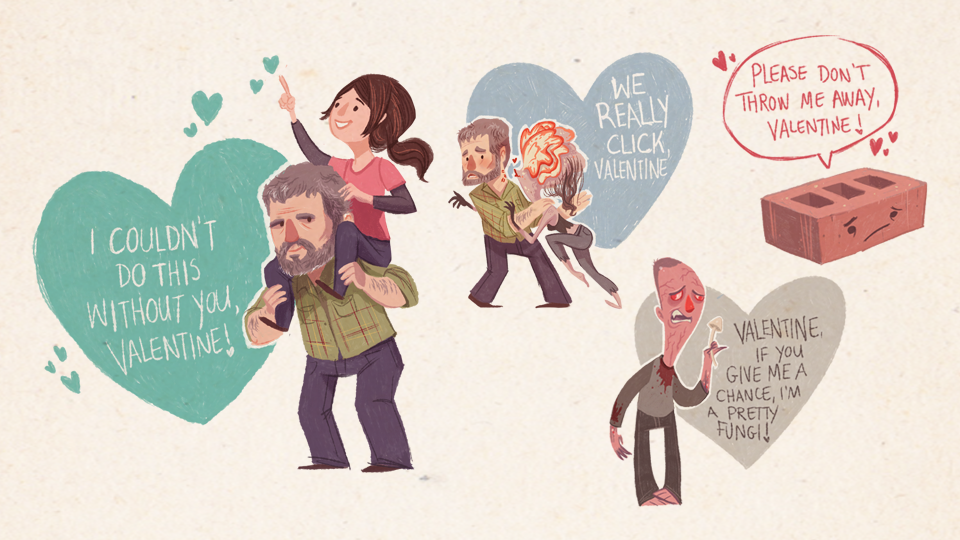 I COULDN'T
DO THIS
WITHOUT YOU,
VALENTINE!
WE
REALLY
CLICK,
VALENTINE
PLEASE DON'T
THROW ME AWAY,
VALENTINE!
VALENTINE,
IF YOU
GIVE ME A
CHANCE, I'M
A PRETTY
FUNGI!